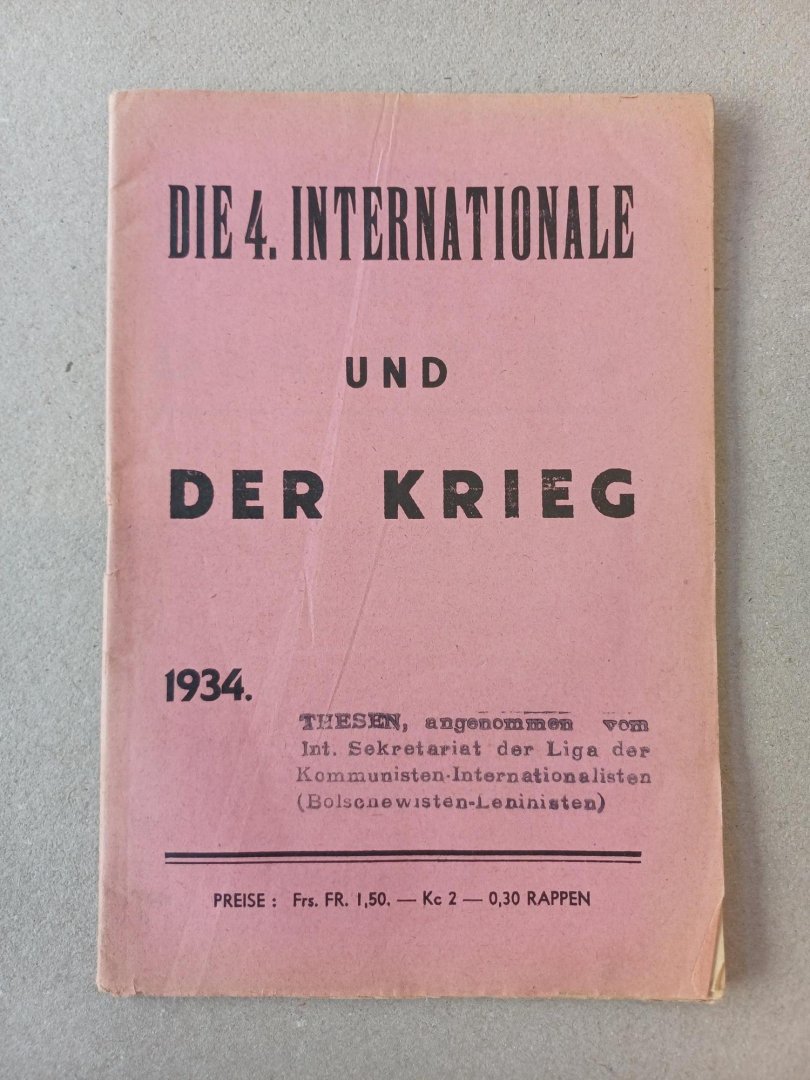 DIE 4. INTERNATIONALE
UND
DER KRIEG
1934.
THESEN, angenommen vom
Int. Sekretariat der Liga der
Kommunisten-Internationalisten
(Bolschewisten-Leninisten)
PREISE : Frs. FR. 1,50. — Kc 2 — 0,30 RAPPEN